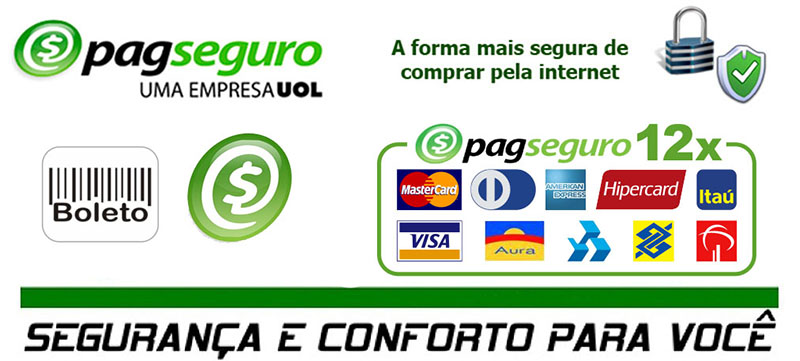 pagseguro
UMA EMPRESA UOL
A forma mais segura de
comprar pela internet
Boleto
pagseguro 12x
MasterCard
AMERICAN
EXPRESS
Hipercard
Itaú
VISA
Aura
SEGURANÇA E CONFORTO PARA VOCÊ